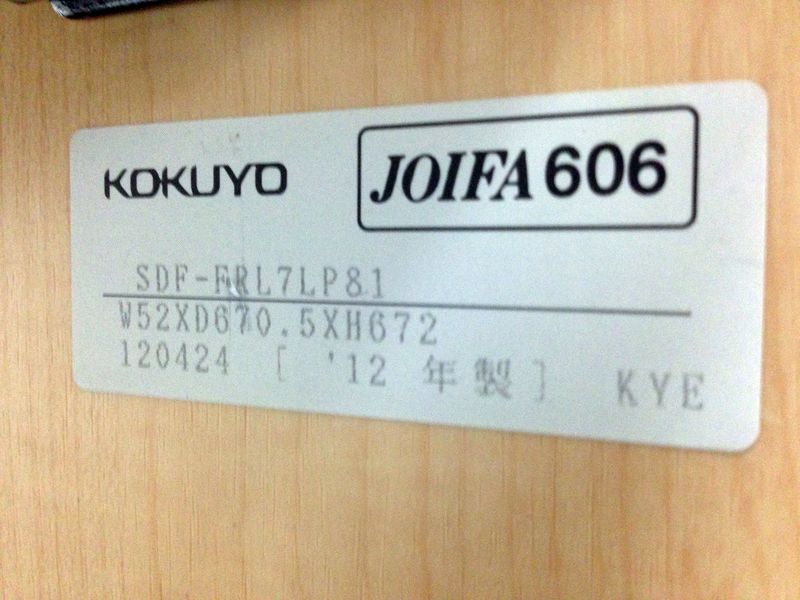 KOKUYO
JOIFA 606
SDF-FRL7LP81
W52XD670.5XH672
120424 [ '12 年製] KYE